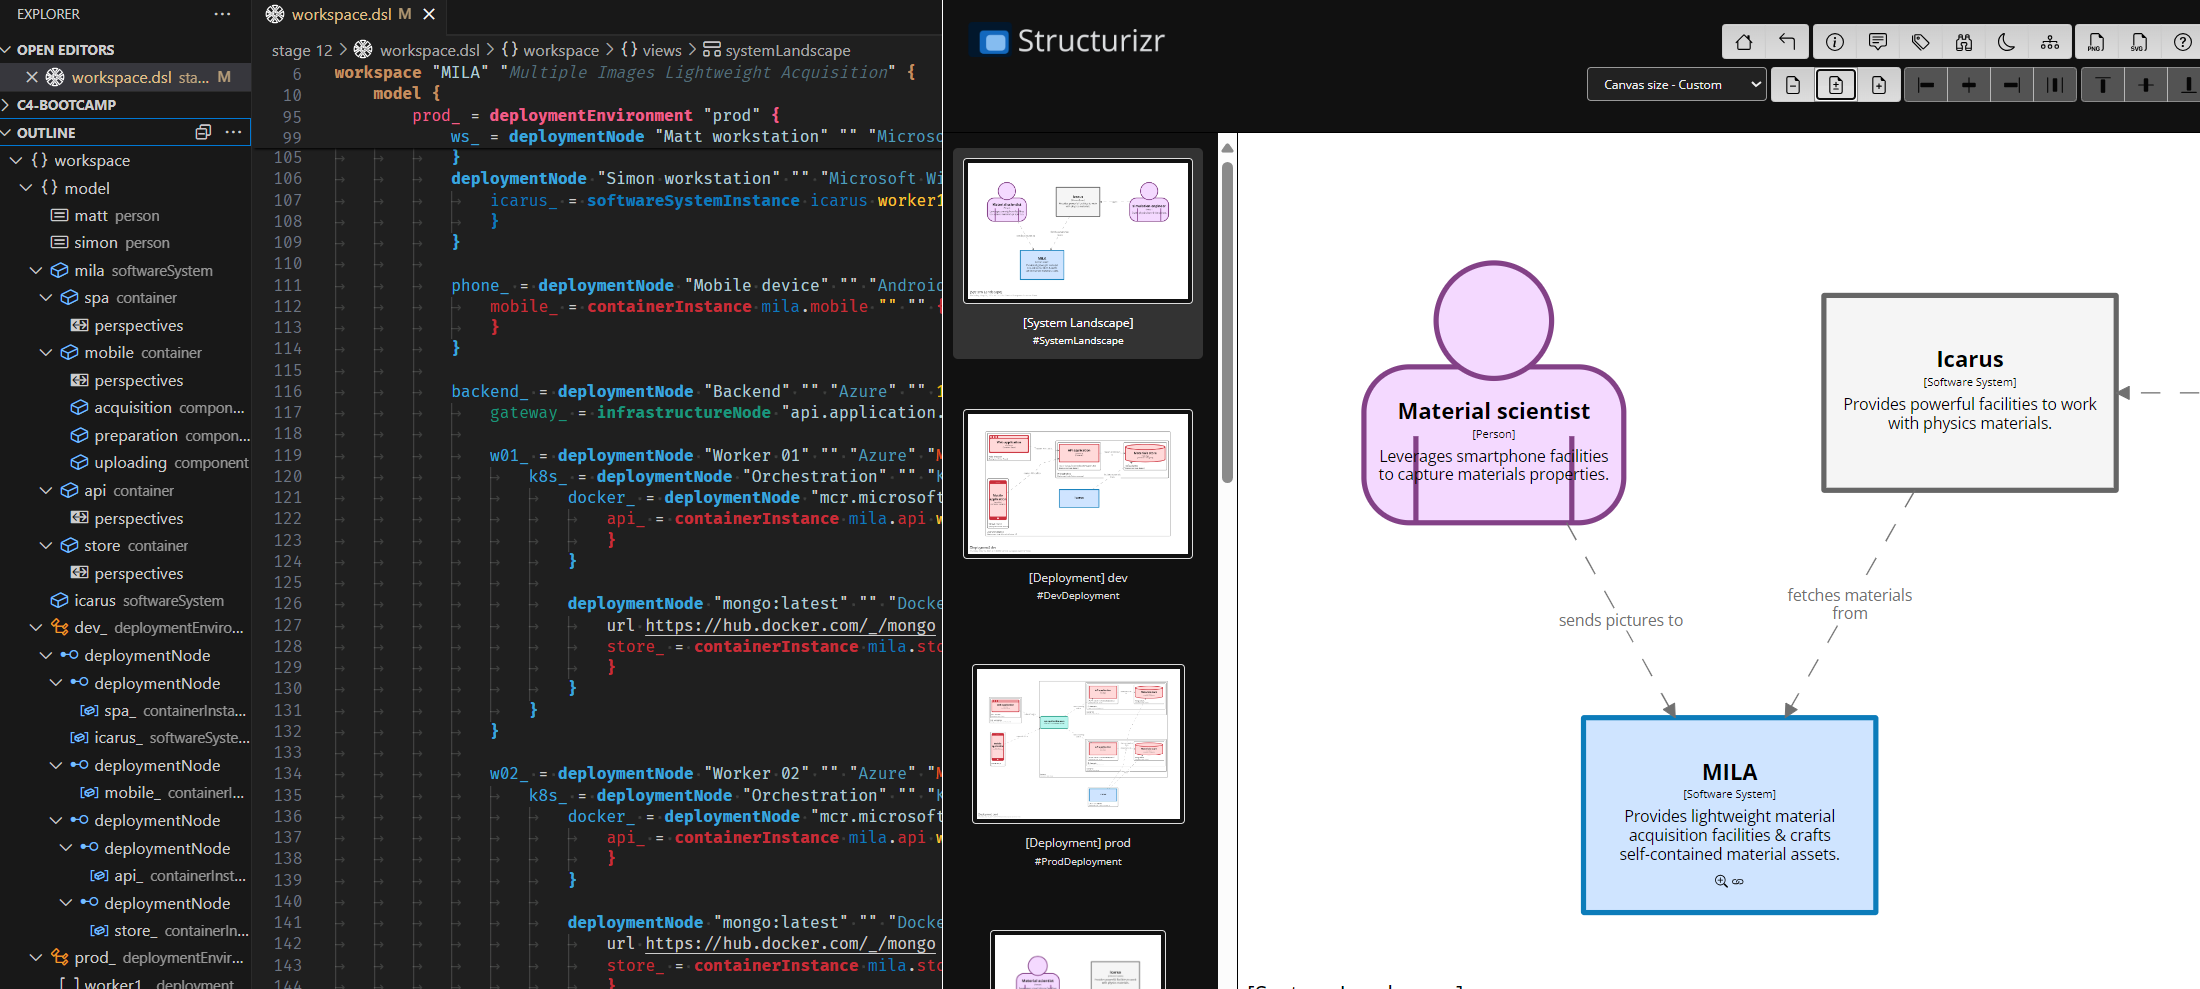 EXPLORER
OPEN EDITORS
workspace.dsl sta... M
C4-BOOTCAMP
OUTLINE
workspace
model
matt person
simon person
mila softwareSystem
spa container
perspectives
mobile container
perspectives
acquisition compon...
preparation compon...
uploading component
api container
perspectives
store container
perspectives
icarus softwareSystem
dev_ deploymentEnviro...
deploymentNode
deploymentNode
spa_ containerInsta...
icarus_ softwareSyste...
deploymentNode
mobile_ containerI...
deploymentNode
deploymentNode
api_ containerInst...
deploymentNode
store_ containerIn...
prod_ deploymentEnvir...
worker1 deployment
workspace.dsl M
stage 12 > workspace.dsl > {} workspace > {} views > systemLandscape
6 workspace "MILA" "Multiple Images Lightweight Acquisition" {
10 model {
95 prod_ = deploymentEnvironment "prod" {
99 ws_ = deploymentNode "Matt workstation" "" "Microso
105 }
106 deploymentNode "Simon workstation" "" "Microsoft Wi
107 icarus_ = softwareSystemInstance icarus worker1
108 }
109 }
110
111 phone_ = deploymentNode "Mobile device" "" "Android
112 mobile_ = containerInstance mila.mobile "" "" {
113 }
114 }
115
116 backend_ = deploymentNode "Backend" "" "Azure" "" 1
117 gateway_ = infrastructureNode "api.application.
118
119 w01_ = deploymentNode "Worker 01" "" "Azure" "M
120 k8s_ = deploymentNode "Orchestration" "" "K
121 docker_ = deploymentNode "mcr.microsoft
122 api_ = containerInstance mila.api w
123 }
124 }
125
126 deploymentNode "mongo:latest" "" "Docke
127 url https://hub.docker.com/_/mongo
128 store_ = containerInstance mila.sto
129 }
130 }
131 }
132 }
133
134 w02_ = deploymentNode "Worker 02" "" "Azure" "M
135 k8s_ = deploymentNode "Orchestration" "" "K
136 docker_ = deploymentNode "mcr.microsoft
137 api_ = containerInstance mila.api w
138 }
139 }
140
141 deploymentNode "mongo:latest" "" "Docke
142 url https://hub.docker.com/_/mongo
143 store_ = containerInstance mila.sto
144 }
Structurizr
PNG
SVG
Canvas size - Custom
[System Landscape]
#SystemLandscape
[Deployment] dev
#DevDeployment
[Deployment] prod
#ProdDeployment
Material scientist
[Person]
Leverages smartphone facilities
to capture materials properties.
Icarus
[Software System]
Provides powerful facilities to work
with physics materials.
sends pictures to
fetches materials
from
MILA
[Software System]
Provides lightweight material
acquisition facilities & crafts
self-contained material assets.